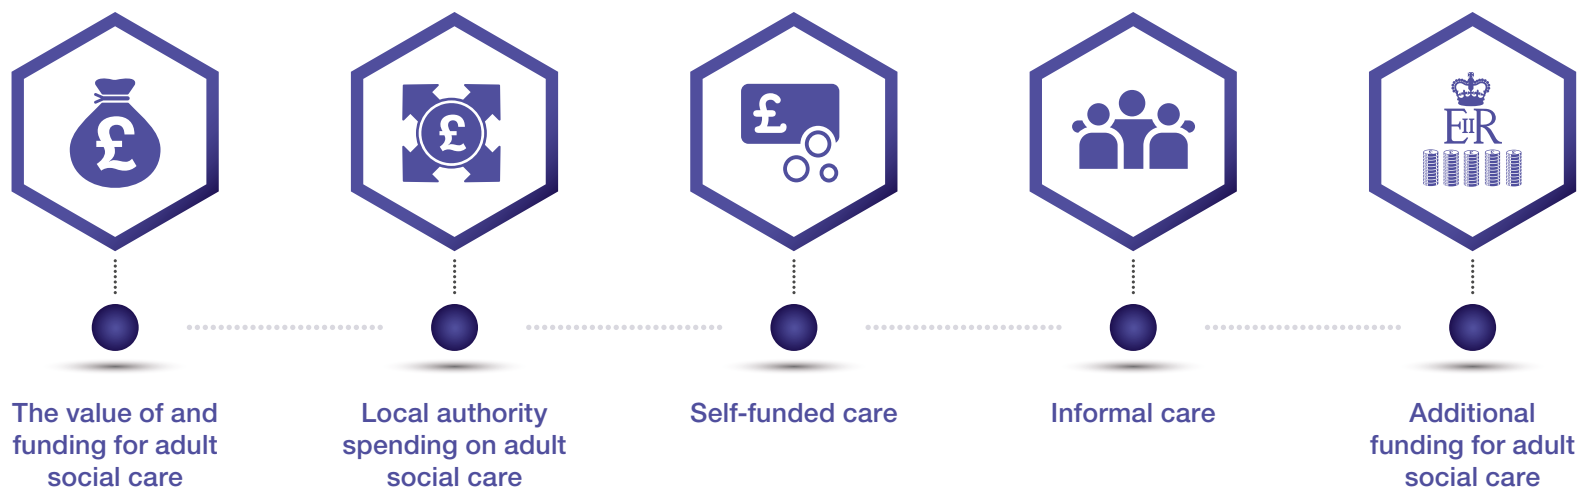 £
£
£
EIIR
The value of and
funding for adult
social care
Local authority
spending on adult
social care
Self-funded care
Informal care
Additional
funding for adult
social care